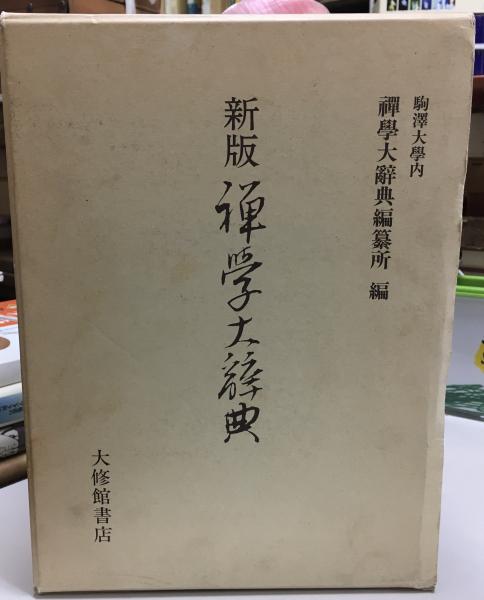 駒澤大學内
禪學大辭典編纂所 編
新版 禅学大辞典
大修館書店